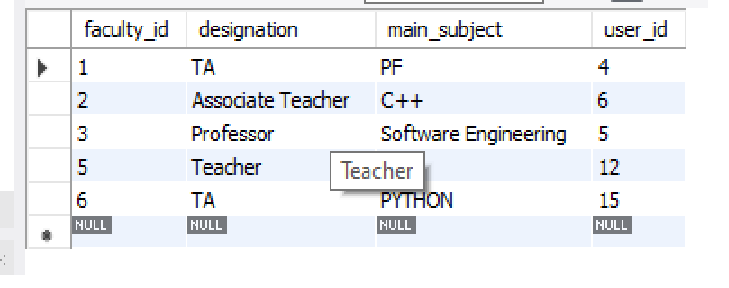 faculty_id designation main_subject user_id
1 TA PF 4
2 Associate Teacher C++ 6
3 Professor Software Engineering 5
5 Teacher 12
Teacher
6 TA PYTHON 15
NULL NULL NULL NULL